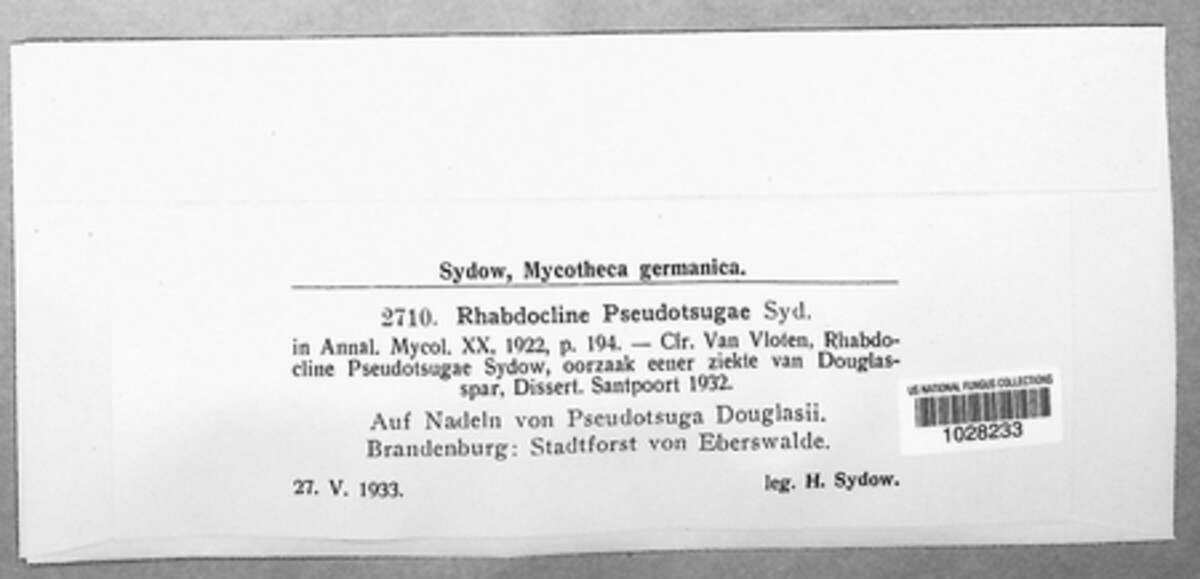 Sydow, Mycotheca germanica.
2710. Rhabdocline Pseudotsugae Syd.
in Annal. Mycol. XX, 1922, p. 194. — Cfr. Van Vloten, Rhabdo-
cline Pseudotsugae Sydow, oorzaak eener ziekte van Douglas-
spar, Dissert. Santpoort 1932.
Auf Nadeln von Pseudotsuga Douglasii.
Brandenburg: Stadtforst von Eberswalde.
27. V. 1933.
leg. H. Sydow.
US NATIONAL FUNGUS COLLECTIONS
1028233